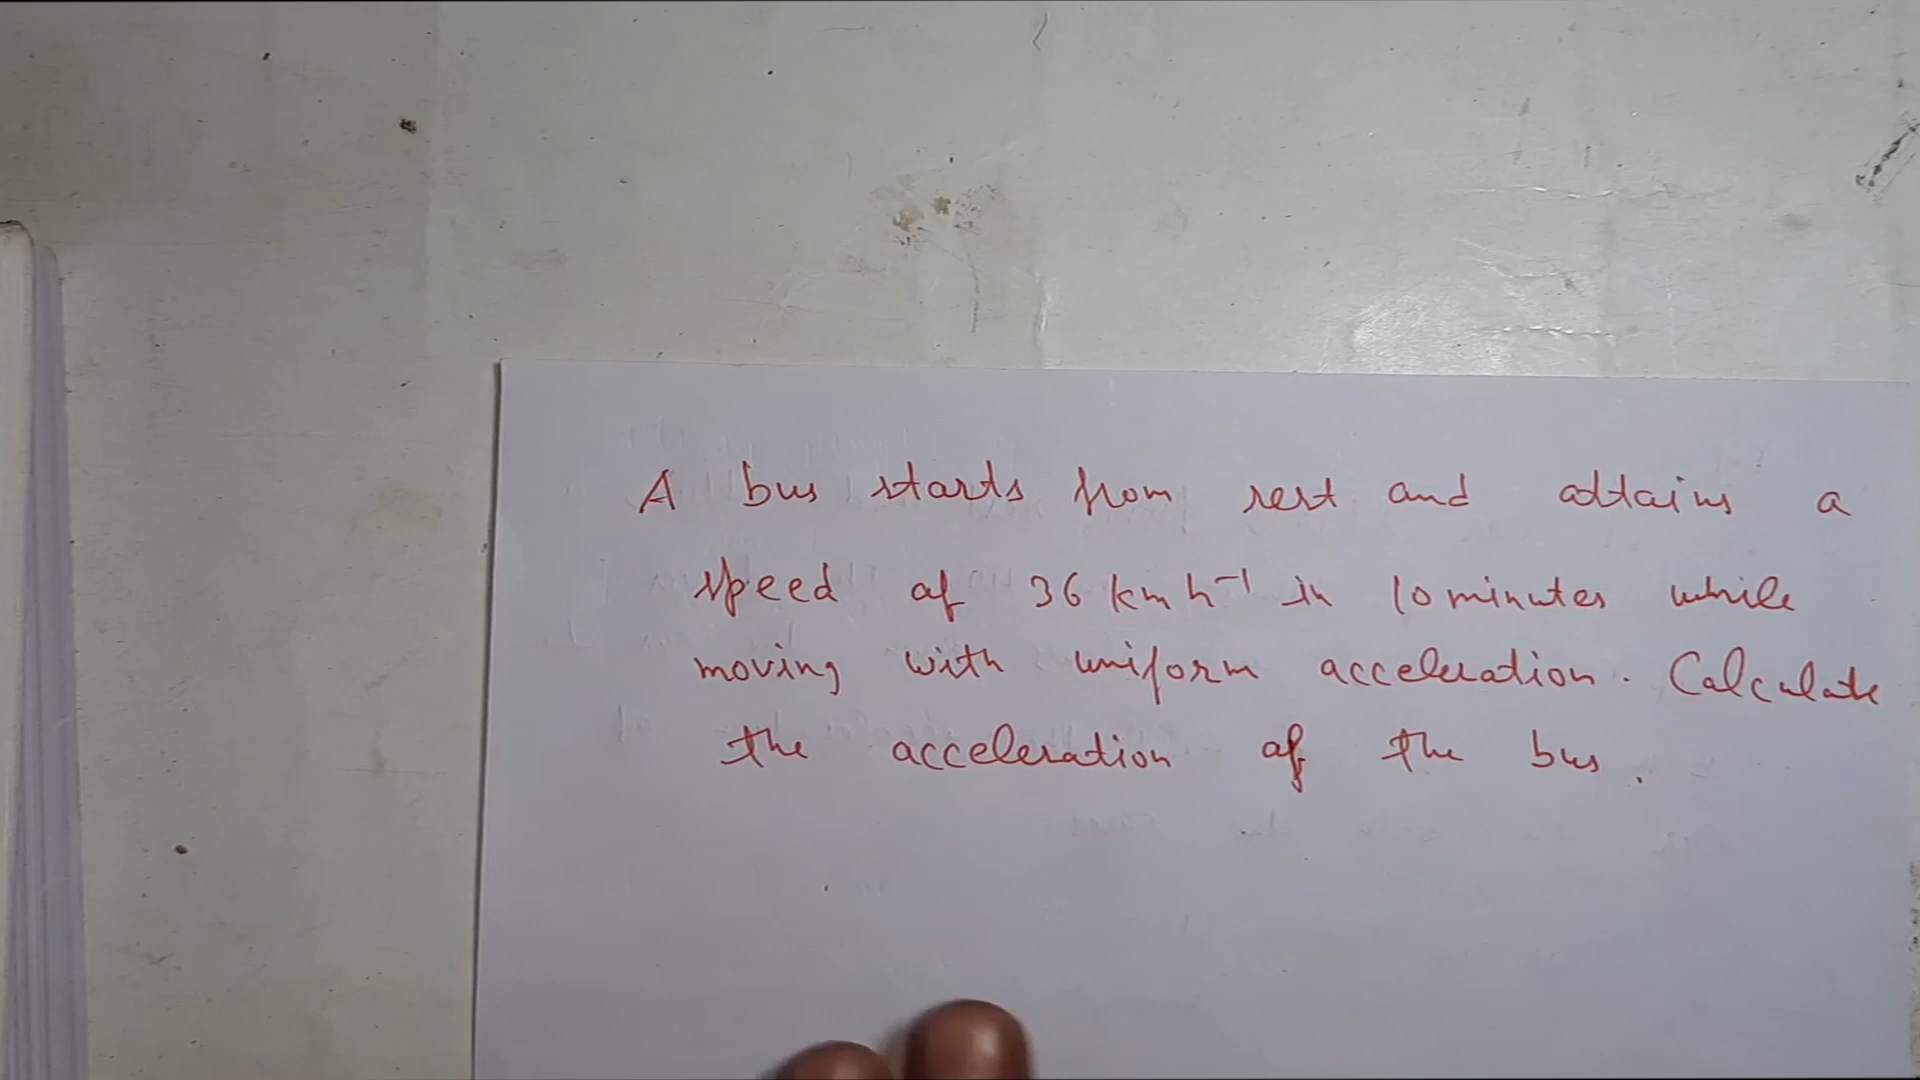 A bus starts from rest and attains a
speed of 36 km h⁻¹ in 10 minutes while
moving with uniform acceleration. Calculate
the acceleration of the bus.